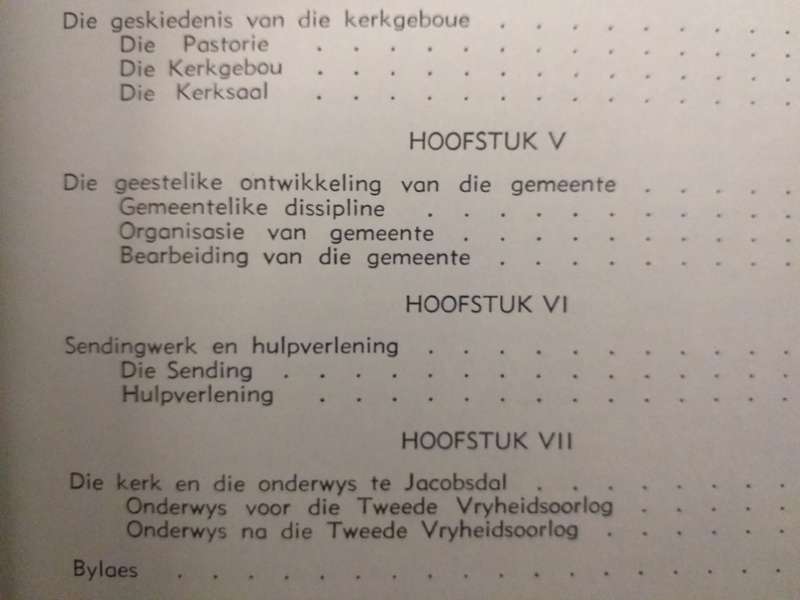 Die geskiedenis van die kerkgeboue . . . . . . . . .
Die Pastorie . . . . . . . . . . . . .
Die Kerkgebou . . . . . . . . . . . . .
Die Kerksaal . . . . . . . . . . . . .
HOOFSTUK V
Die geestelike ontwikkeling van die gemeente . . . . .
Gemeentelike dissipline . . . . . . . . . .
Organisasie van gemeente . . . . . . . . . .
Bearbeiding van die gemeente . . . . . . . . .
HOOFSTUK VI
Sendingwerk en hulpverlening . . . . . . . . . .
Die Sending . . . . . . . . . . . . . .
Hulpverlening . . . . . . . . . . . . .
HOOFSTUK VII
Die kerk en die onderwys te Jacobsdal . . . . . . . .
Onderwys voor die Tweede Vryheidsoorlog . . . . .
Onderwys na die Tweede Vryheidsoorlog . . . . . .
Bylaes . . . . . . . . . . . . . . . . .